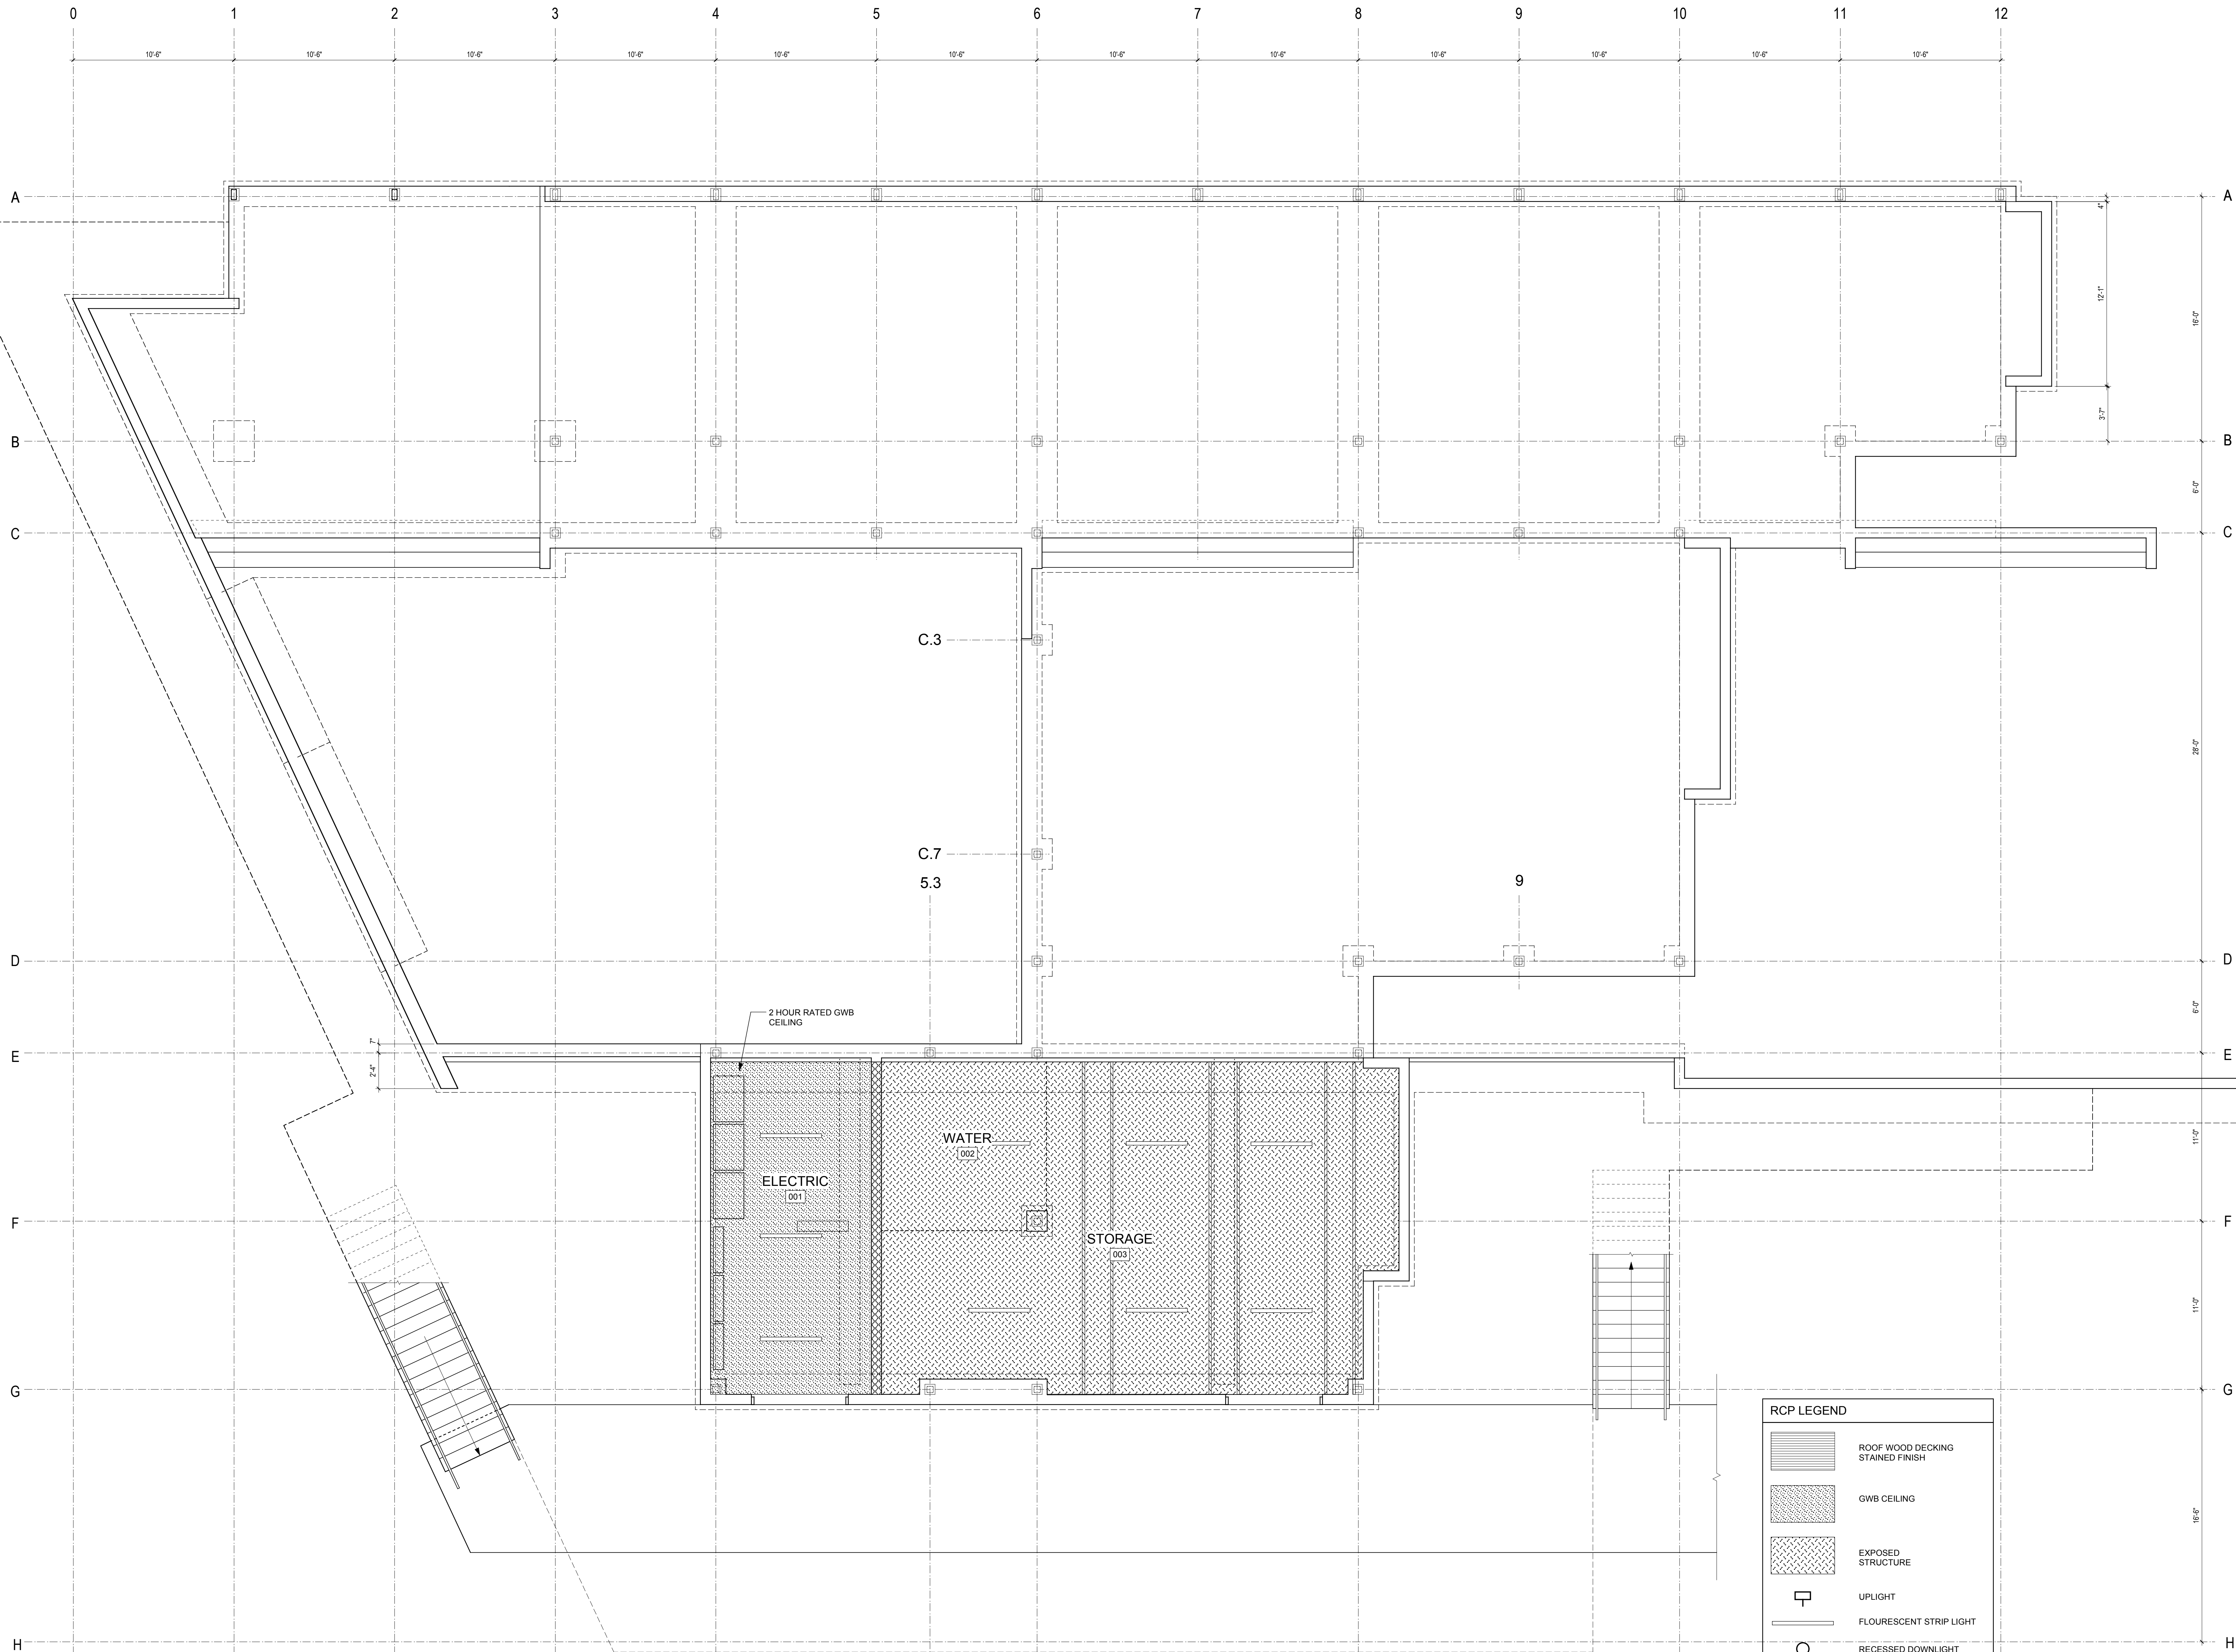 0 1 2 3 4 5 6 7 8 9 10 11 12
10'-6" 10'-6" 10'-6" 10'-6" 10'-6" 10'-6" 10'-6" 10'-6" 10'-6" 10'-6" 10'-6" 10'-6"
A A
4"
12'-1"
16'-0"
3'-7"
B B
6'-0"
C C
C.3
28'-0"
C.7
5.3 9
D D
6'-0"
2 HOUR RATED GWB
CEILING
7"
E E
2'-4"
11'-0"
WATER
002
ELECTRIC
001
F F
STORAGE
003
11'-0"
G G
16'-6"
RCP LEGEND
ROOF WOOD DECKING
STAINED FINISH
GWB CEILING
EXPOSED
STRUCTURE
UPLIGHT
FLOURESCENT STRIP LIGHT
RECESSED DOWNLIGHT
H H